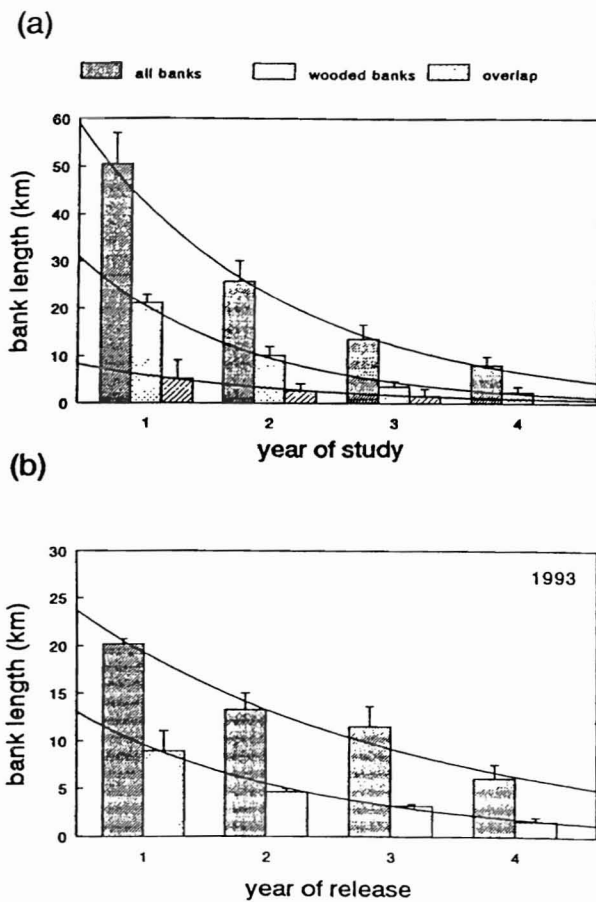 (a)
all banks wooded banks overlap
60
50
40
30
20
10
0
bank length (km)
1 2 3 4
year of study
(b)
30
25
20
15
10
5
0
bank length (km)
1993
1 2 3 4
year of release